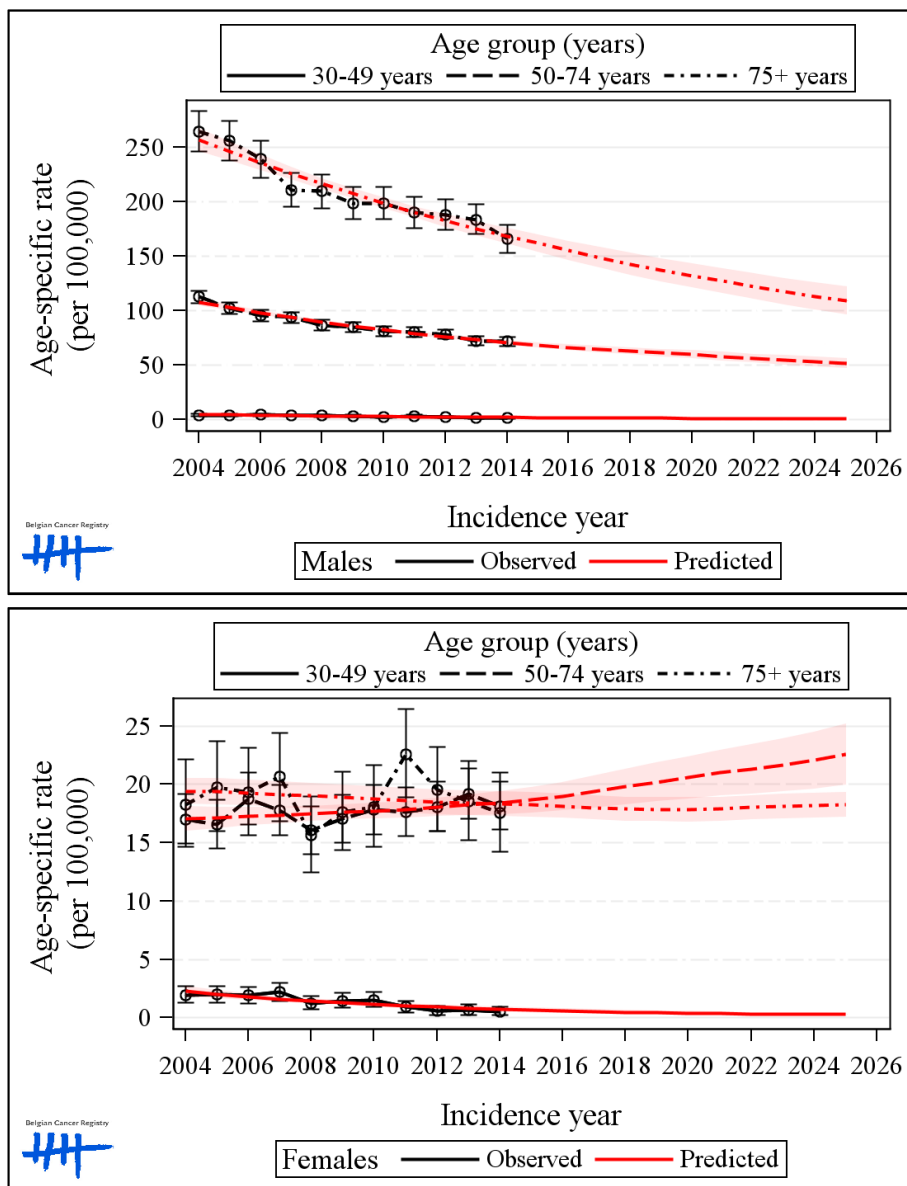 Age group (years)
30-49 years 50-74 years 75+ years
250
200
150
100
50
0
Age-specific rate
(per 100,000)
2004 2006 2008 2010 2012 2014 2016 2018 2020 2022 2024 2026
Incidence year
Belgian Cancer Registry
Males Observed Predicted
Age group (years)
30-49 years 50-74 years 75+ years
25
20
15
10
5
0
Age-specific rate
(per 100,000)
2004 2006 2008 2010 2012 2014 2016 2018 2020 2022 2024 2026
Incidence year
Belgian Cancer Registry
Females Observed Predicted